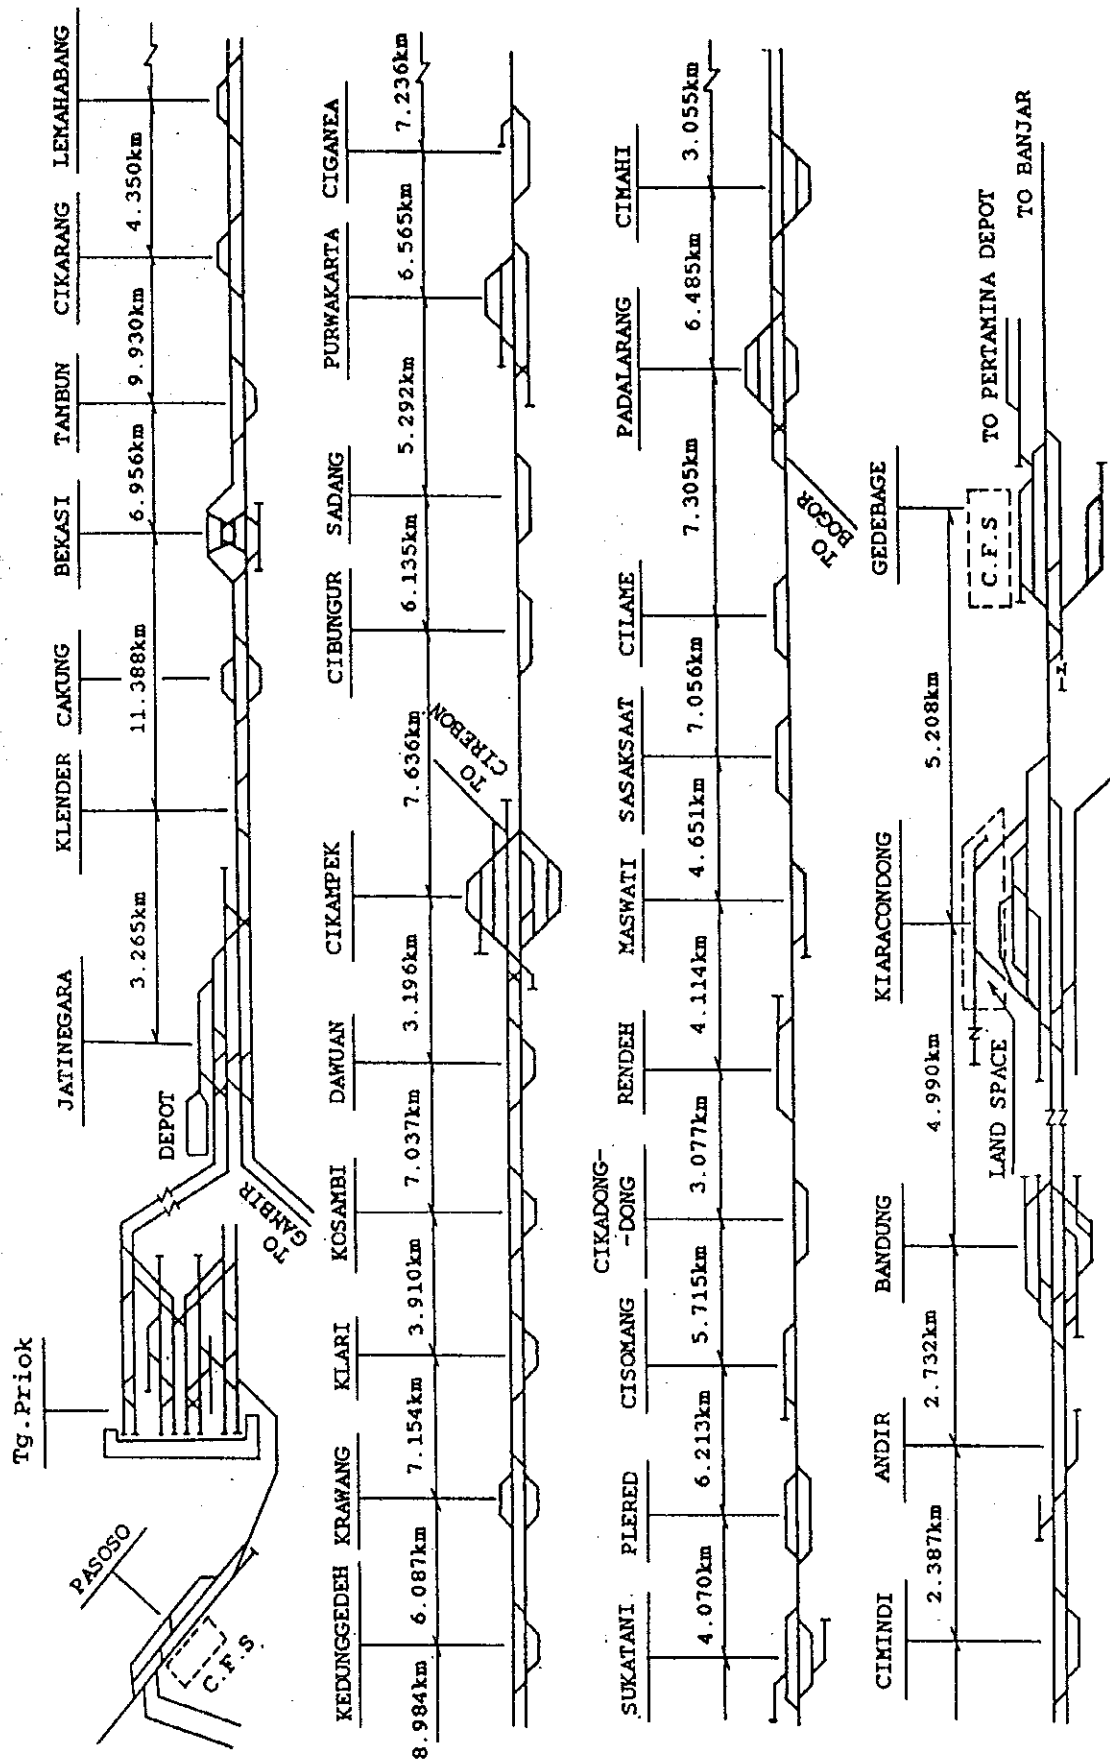 Tg.Priok
PASOSO
C.F.S
TO
GAMBIR
DEPOT
JATINEGARA
KLENDER
CAKUNG
BEKASI
TAMBUN
CIKARANG
LEMAHABANG
3.265km
11.388km
6.956km
9.930km
4.350km
KEDUNGGEDEH
KRAWANG
KLARI
KOSAMBI
DAWUAN
CIKAMPEK
CIBUNGUR
SADANG
PURWAKARTA
CIGANEA
8.984km
6.087km
7.154km
3.910km
7.037km
3.196km
7.636km
6.135km
5.292km
6.565km
7.236km
TO
CIREBON
SUKATANI
PLERED
CISOMANG
CIKADONG-
-DONG
RENDEH
MASWATI
SASAKSAAT
CILAME
PADALARANG
CIMAHI
4.070km
6.213km
5.715km
3.077km
4.114km
4.651km
7.056km
7.305km
6.485km
3.055km
TO
BOGOR
CIMINDI
ANDIR
BANDUNG
KIARACONDONG
GEDEBAGE
2.387km
2.732km
4.990km
5.208km
LAND SPACE
C.F.S
TO PERTAMINA DEPOT
TO BANJAR